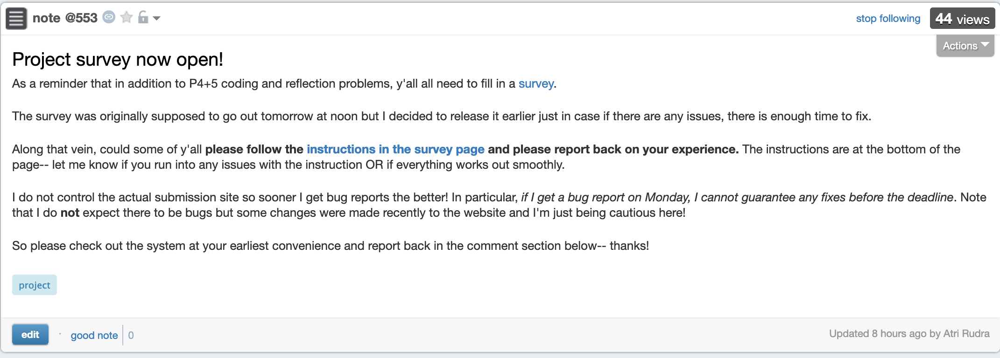 note @553
stop following
44 views
Actions
Project survey now open!
As a reminder that in addition to P4+5 coding and reflection problems, y'all all need to fill in a survey.
The survey was originally supposed to go out tomorrow at noon but I decided to release it earlier just in case if there are any issues, there is enough time to fix.
Along that vein, could some of y'all please follow the instructions in the survey page and please report back on your experience. The instructions are at the bottom of the
page-- let me know if you run into any issues with the instruction OR if everything works out smoothly.
I do not control the actual submission site so sooner I get bug reports the better! In particular, if I get a bug report on Monday, I cannot guarantee any fixes before the deadline. Note
that I do not expect there to be bugs but some changes were made recently to the website and I'm just being cautious here!
So please check out the system at your earliest convenience and report back in the comment section below-- thanks!
project
edit · good note 0
Updated 8 hours ago by Atri Rudra